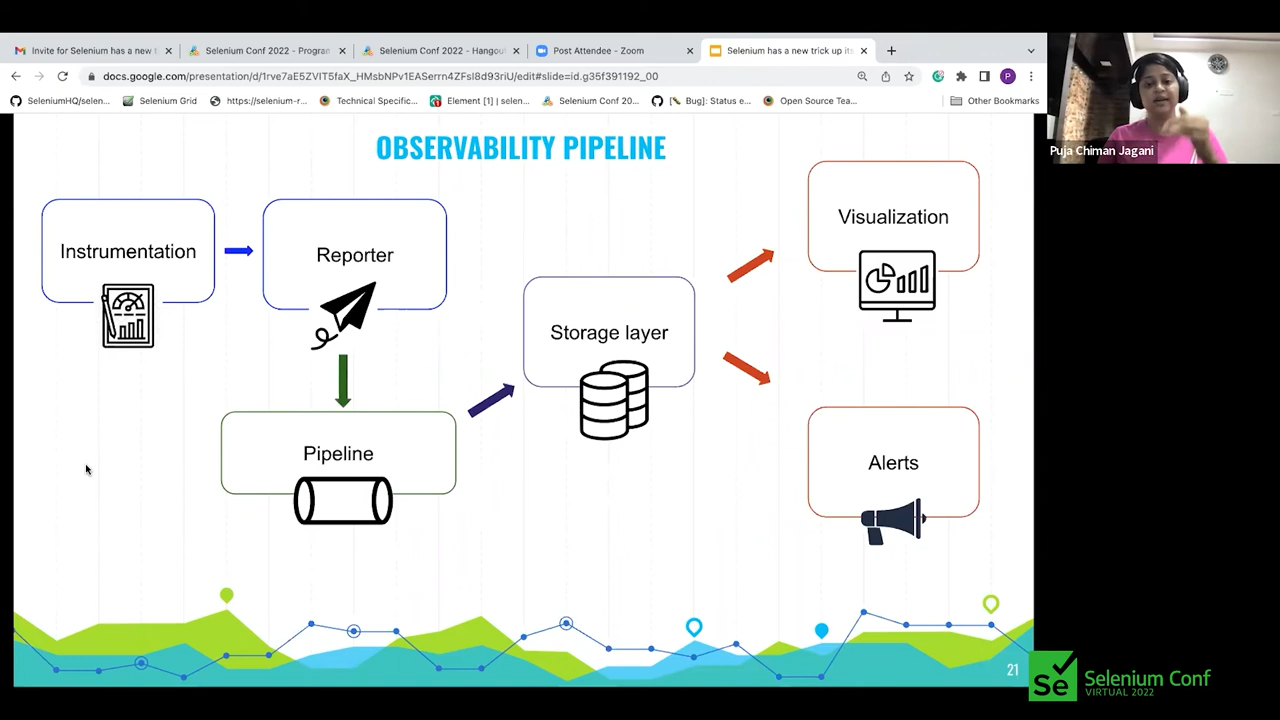 Invite for Selenium has a new t
Selenium Conf 2022 - Program
Selenium Conf 2022 - Hangou
Post Attendee - Zoom
Selenium has a new trick up its
docs.google.com/presentation/d/1rve7aE5ZVIT5faX_HMsbNPv1EASerrn4ZFsI8d93riU/edit#slide=id.g35f391192_00
P
SeleniumHQ/selen...
Selenium Grid
https://selenium-r...
Technical Specific...
Element [1] | selen...
Selenium Conf 20...
[🐛 Bug]: Status e...
Open Source Tea...
Other Bookmarks
Puja Chiman Jagani
OBSERVABILITY PIPELINE
Instrumentation
Reporter
Visualization
Storage layer
Pipeline
Alerts
21
Se
Selenium Conf
VIRTUAL 2022